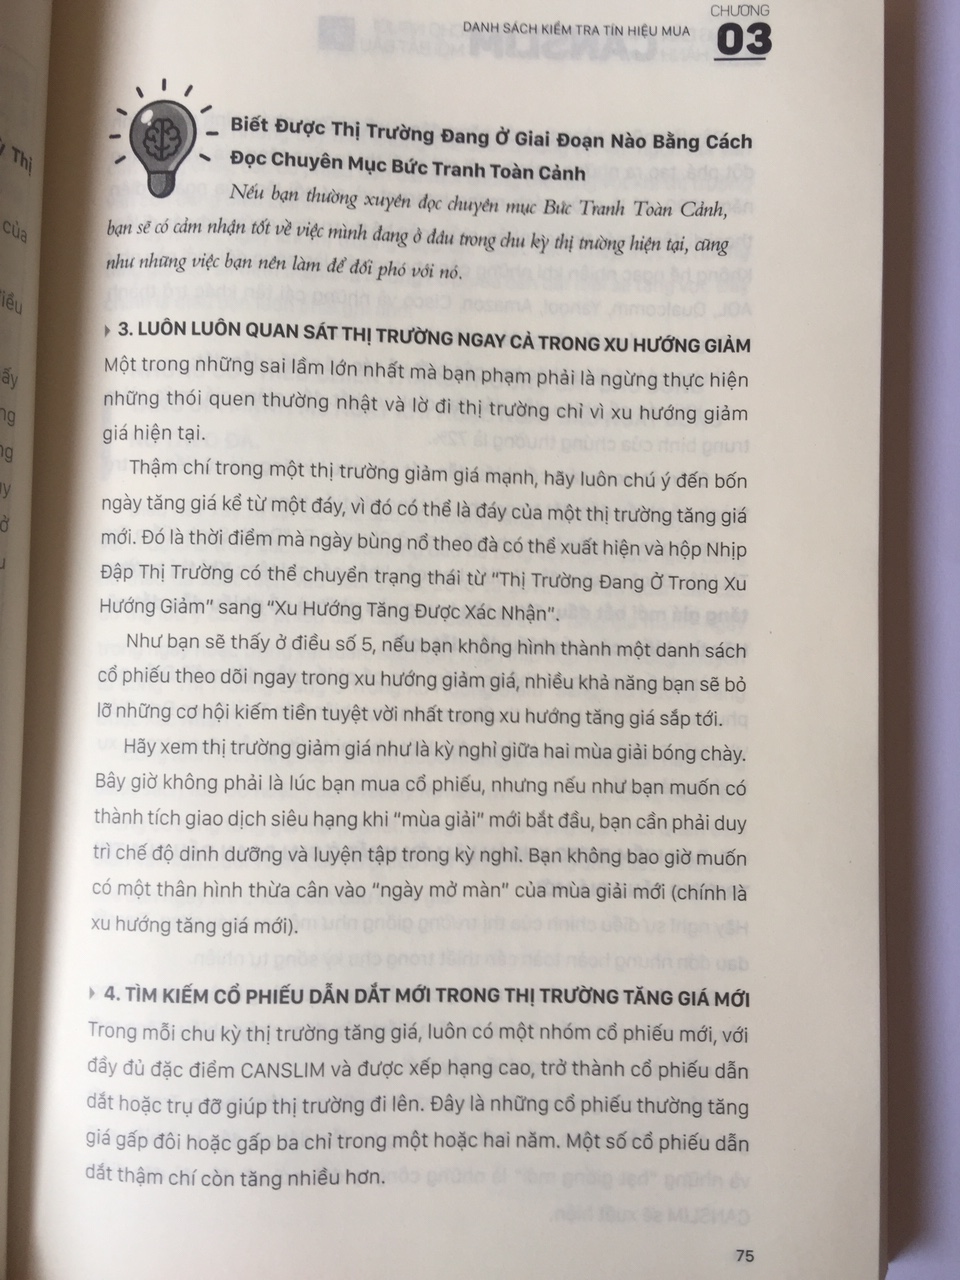 CHƯƠNG
DANH SÁCH KIỂM TRA TÍN HIỆU MUA
03
Biết Được Thị Trường Đang Ở Giai Đoạn Nào Bằng Cách
Đọc Chuyên Mục Bức Tranh Toàn Cảnh
Nếu bạn thường xuyên đọc chuyên mục Bức Tranh Toàn Cảnh,
bạn sẽ có cảm nhận tốt về việc mình đang ở đâu trong chu kỳ thị trường hiện tại, cũng
như những việc bạn nên làm để đối phó với nó.
3. LUÔN LUÔN QUAN SÁT THỊ TRƯỜNG NGAY CẢ TRONG XU HƯỚNG GIẢM
Một trong những sai lầm lớn nhất mà bạn phạm phải là ngừng thực hiện
những thói quen thường nhật và lờ đi thị trường chỉ vì xu hướng giảm
giá hiện tại.
Thậm chí trong một thị trường giảm giá mạnh, hãy luôn chú ý đến bốn
ngày tăng giá kể từ một đáy, vì đó có thể là đáy của một thị trường tăng giá
mới. Đó là thời điểm mà ngày bùng nổ theo đà có thể xuất hiện và hộp Nhịp
Đập Thị Trường có thể chuyển trạng thái từ “Thị Trường Đang Ở Trong Xu
Hướng Giảm” sang “Xu Hướng Tăng Được Xác Nhận”.
Như bạn sẽ thấy ở điều số 5, nếu bạn không hình thành một danh sách
cổ phiếu theo dõi ngay trong xu hướng giảm giá, nhiều khả năng bạn sẽ bỏ
lỡ những cơ hội kiếm tiền tuyệt vời nhất trong xu hướng tăng giá sắp tới.
Hãy xem thị trường giảm giá như là kỳ nghỉ giữa hai mùa giải bóng chày.
Bây giờ không phải là lúc bạn mua cổ phiếu, nhưng nếu như bạn muốn có
thành tích giao dịch siêu hạng khi “mùa giải” mới bắt đầu, bạn cần phải duy
trì chế độ dinh dưỡng và luyện tập trong kỳ nghỉ. Bạn không bao giờ muốn
có một thân hình thừa cân vào “ngày mở màn” của mùa giải mới (chính là
xu hướng tăng giá mới).
4. TÌM KIẾM CỔ PHIẾU DẪN DẮT MỚI TRONG THỊ TRƯỜNG TĂNG GIÁ MỚI
Trong mỗi chu kỳ thị trường tăng giá, luôn có một nhóm cổ phiếu mới, với
đầy đủ đặc điểm CANSLIM và được xếp hạng cao, trở thành cổ phiếu dẫn
dắt hoặc trụ đỡ giúp thị trường đi lên. Đây là những cổ phiếu thường tăng
giá gấp đôi hoặc gấp ba chỉ trong một hoặc hai năm. Một số cổ phiếu dẫn
dắt thậm chí còn tăng nhiều hơn.
75